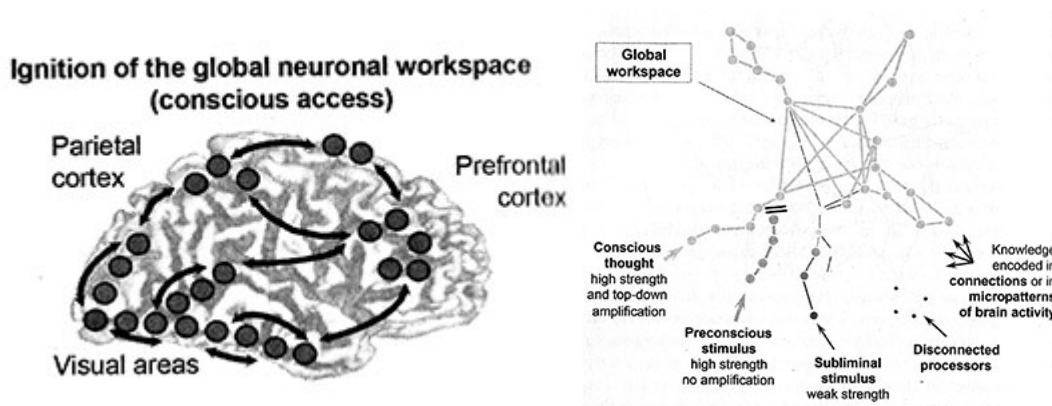 Ignition of the global neuronal workspace
(conscious access)
Parietal
cortex
Prefrontal
cortex
Visual areas
Global
workspace
Conscious
thought
high strength
and top-down
amplification
Preconscious
stimulus
high strength
no amplification
Subliminal
stimulus
weak strength
Disconnected
processors
Knowledge
encoded in
connections or in
micropatterns
of brain activity